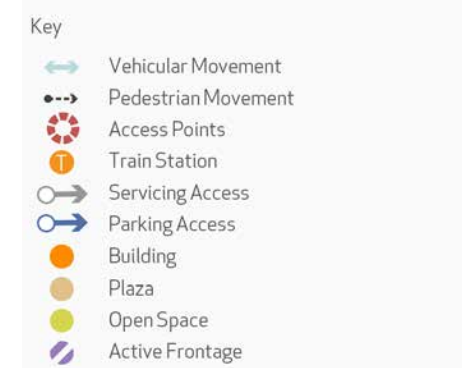 Key
Vehicular Movement
Pedestrian Movement
Access Points
T Train Station
Servicing Access
Parking Access
Building
Plaza
Open Space
Active Frontage